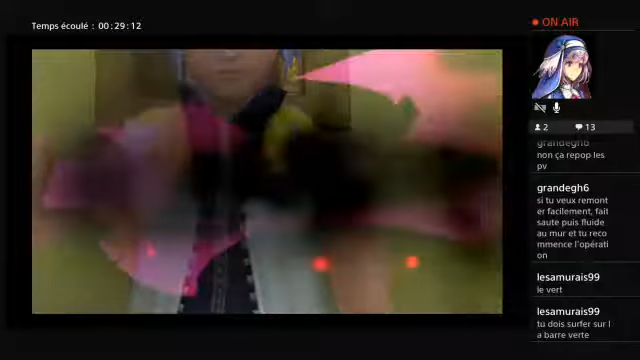 Temps écoulé : 00:29:12
ON AIR
2
13
grandegh6
non ça repop les
pv
grandegh6
si tu veux remont
er facilement, fait
saute puis fluide
au mur et tu reco
mmence l'opérati
on
lesamurais99
le vert
lesamurais99
tu dois surfer sur l
a barre verte